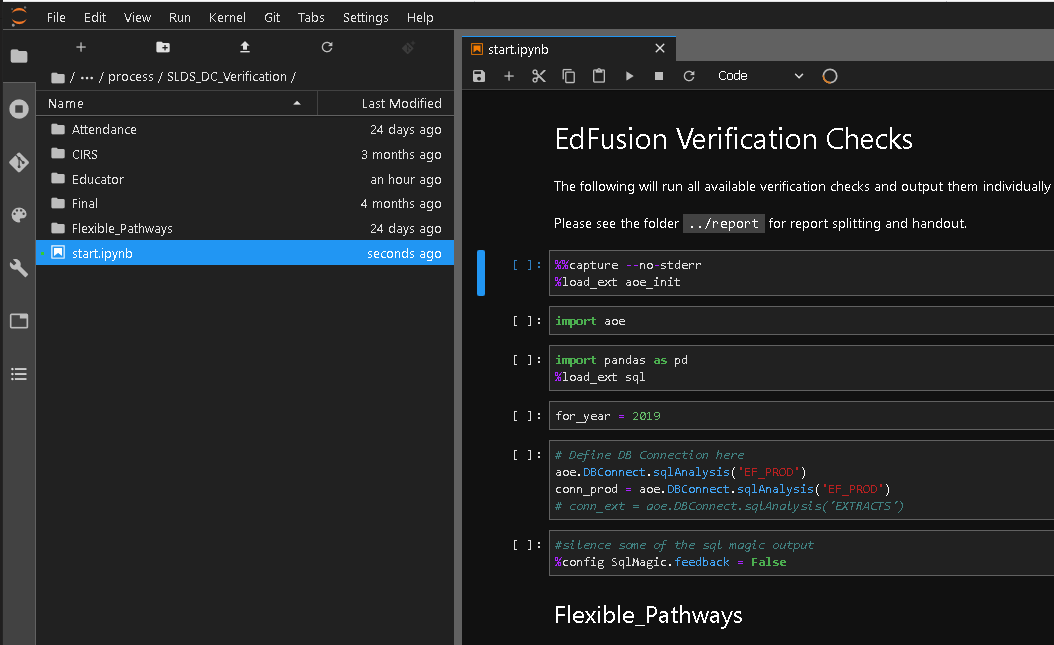 File Edit View Run Kernel Git Tabs Settings Help
start.ipynb
/ ··· / process / SLDS_DC_Verification /
Code
Name Last Modified
Attendance 24 days ago
CIRS 3 months ago
Educator an hour ago
Final 4 months ago
Flexible_Pathways 24 days ago
start.ipynb seconds ago
EdFusion Verification Checks
The following will run all available verification checks and output them individually
Please see the folder ../report for report splitting and handout.
[ ]: %%capture --no-stderr
%load_ext aoe_init
[ ]: import aoe
[ ]: import pandas as pd
%load_ext sql
[ ]: for_year = 2019
[ ]: # Define DB Connection here
aoe.DBConnect.sqlAnalysis('EF_PROD')
conn_prod = aoe.DBConnect.sqlAnalysis('EF_PROD')
# conn_ext = aoe.DBConnect.sqlAnalysis('EXTRACTS')
[ ]: #silence some of the sql magic output
%config SqlMagic.feedback = False
Flexible_Pathways